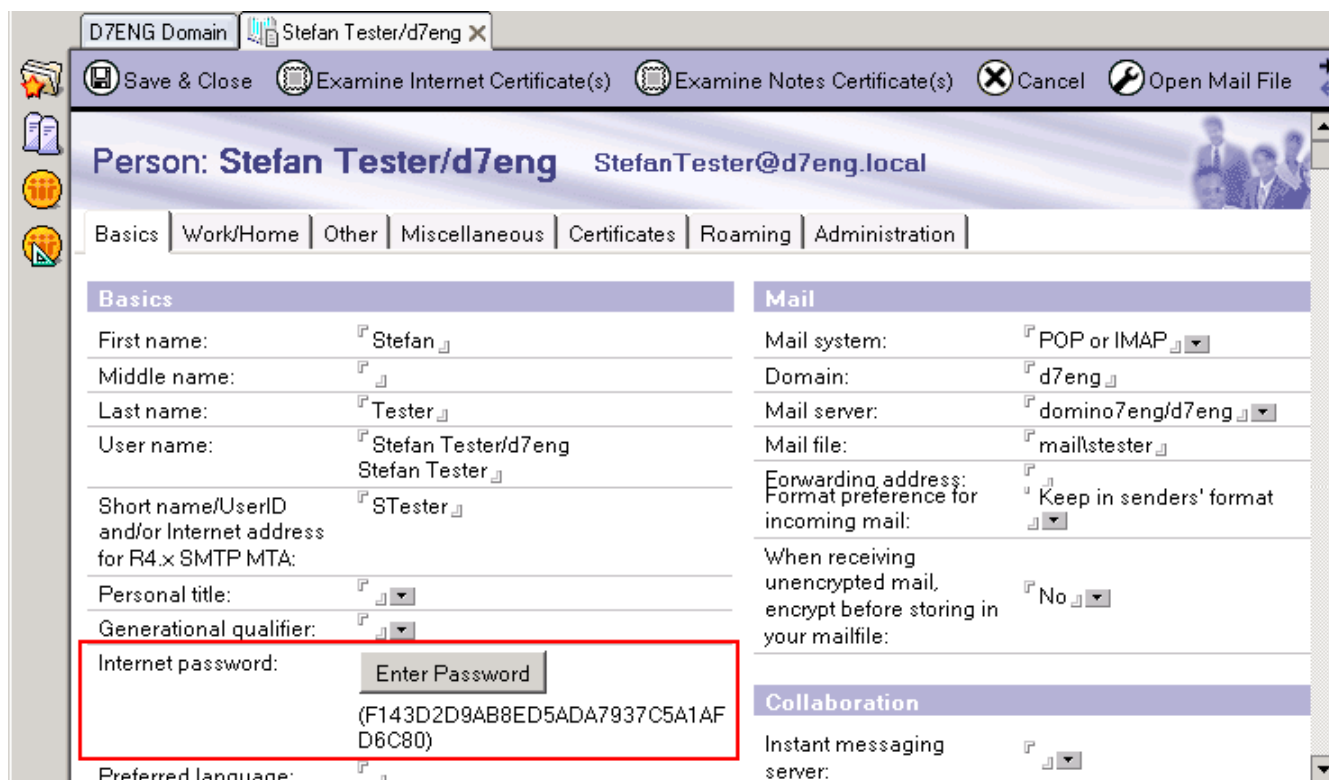 D7ENG Domain Stefan Tester/d7eng
Save & Close Examine Internet Certificate(s) Examine Notes Certificate(s) Cancel Open Mail File
Person: Stefan Tester/d7eng StefanTester@d7eng.local
Basics Work/Home Other Miscellaneous Certificates Roaming Administration
Basics
First name: Stefan
Middle name:
Last name: Tester
User name: Stefan Tester/d7eng
Stefan Tester
Short name/UserID STester
and/or Internet address
for R4.x SMTP MTA:
Personal title:
Generational qualifier:
Internet password: Enter Password
(F143D2D9AB8ED5ADA7937C5A1AF
D6C80)
Preferred language:
Mail
Mail system: POP or IMAP
Domain: d7eng
Mail server: domino7eng/d7eng
Mail file: mail\stester
Forwarding address:
Format preference for Keep in senders' format
incoming mail:
When receiving
unencrypted mail, No
encrypt before storing in
your mailfile:
Collaboration
Instant messaging
server: